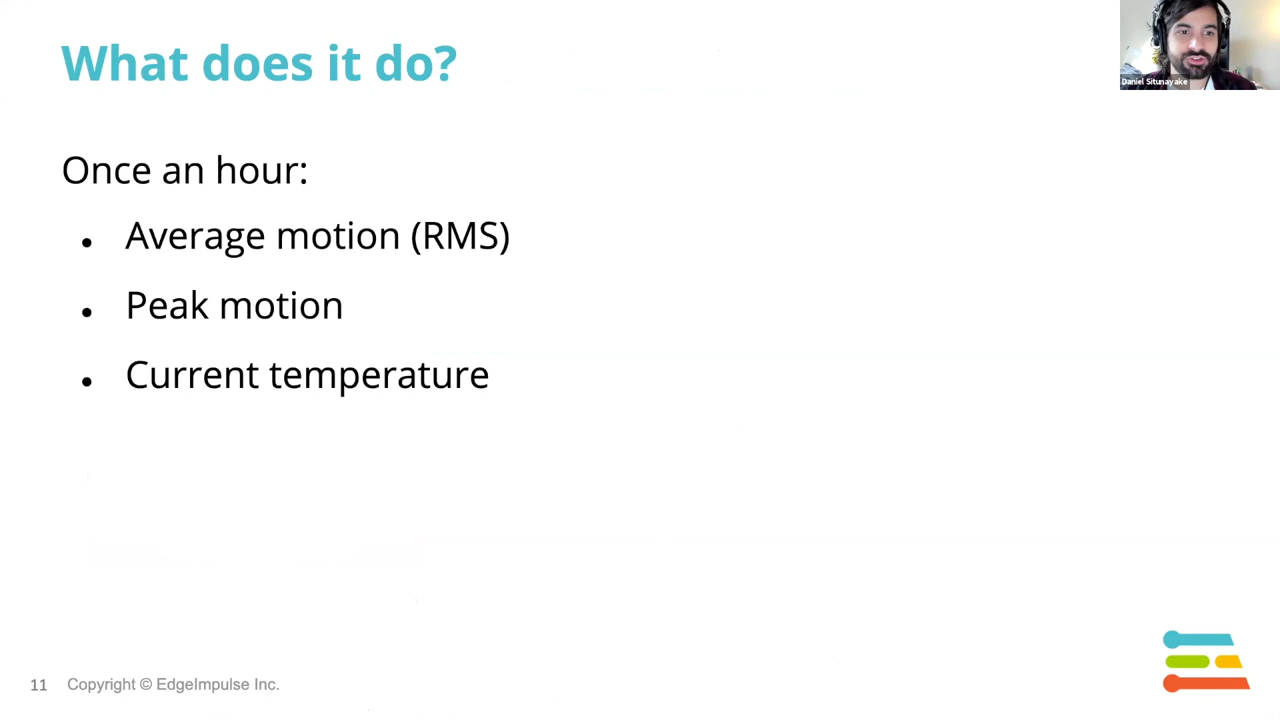 What does it do?
Daniel Situnayake
Once an hour:
• Average motion (RMS)
• Peak motion
• Current temperature
11 Copyright © EdgeImpulse Inc.